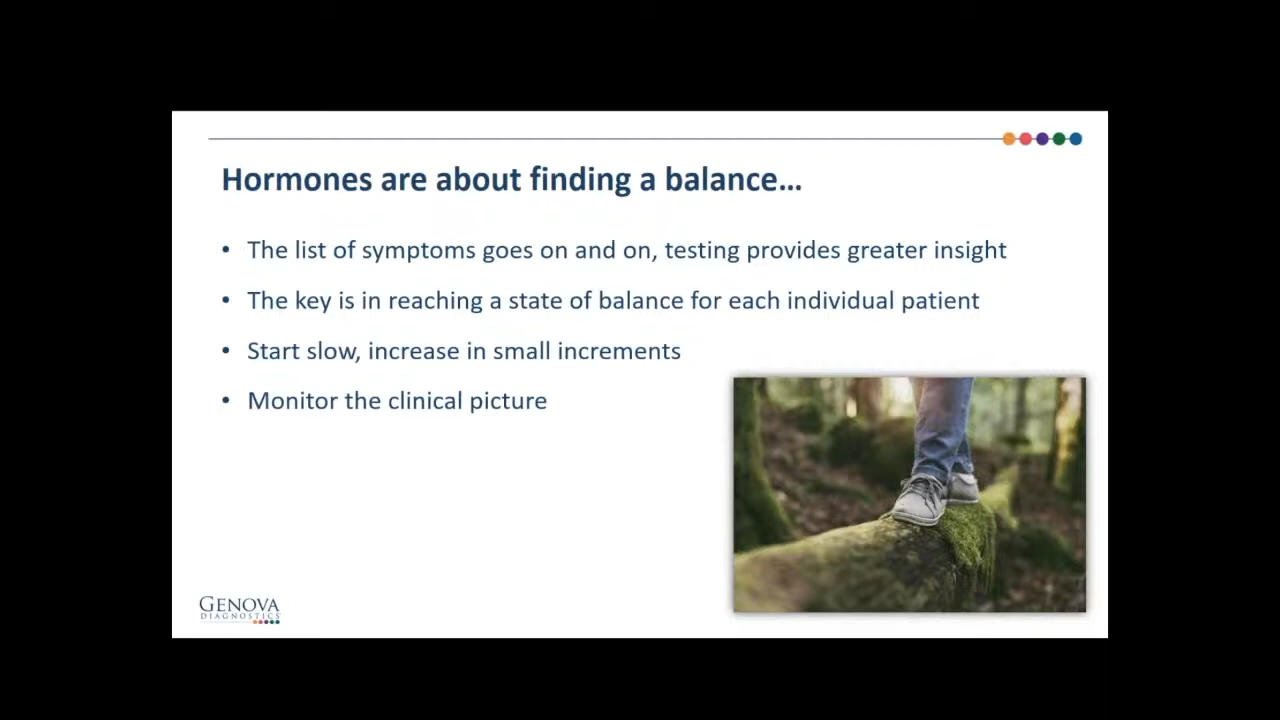 Hormones are about finding a balance…
• The list of symptoms goes on and on, testing provides greater insight
• The key is in reaching a state of balance for each individual patient
• Start slow, increase in small increments
• Monitor the clinical picture
GENOVA
DIAGNOSTICS